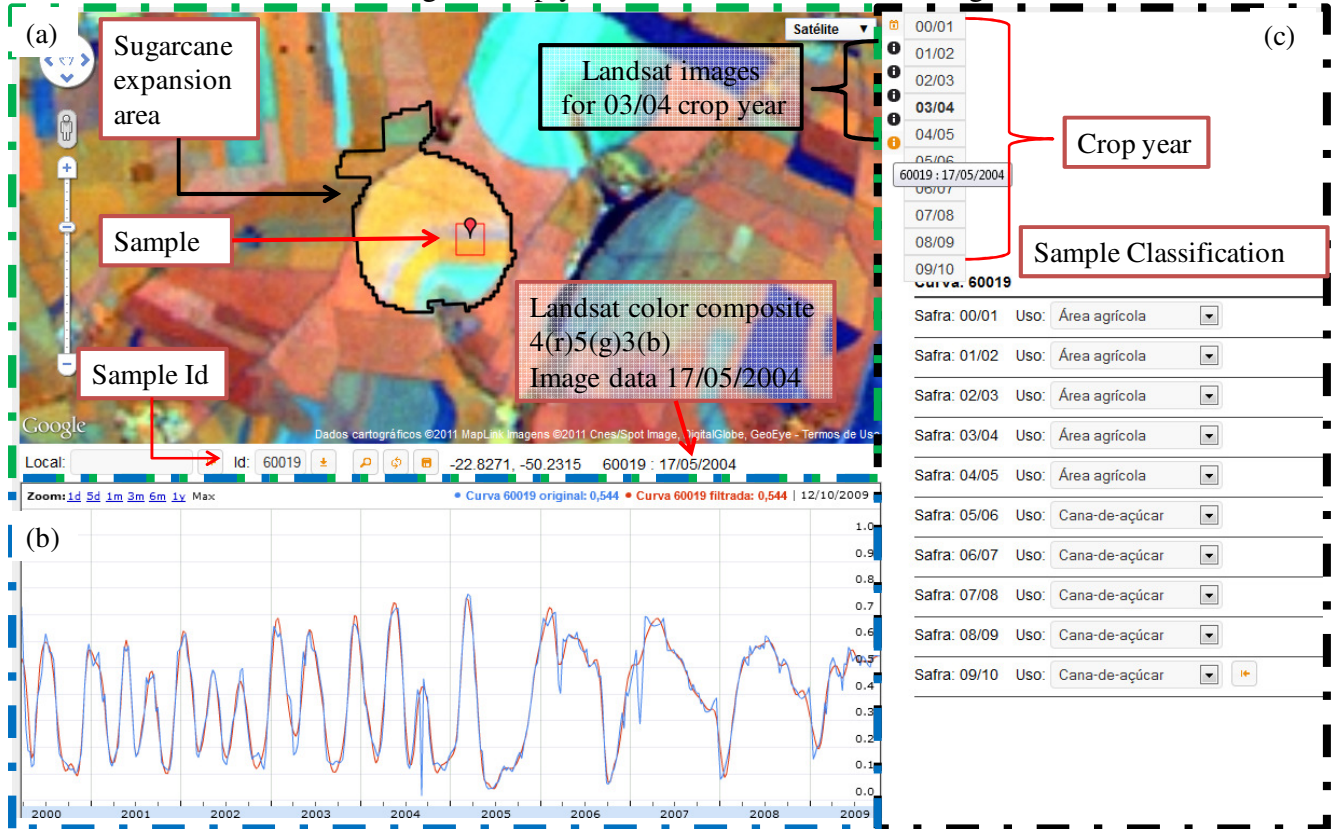 (a)
Sugarcane
expansion
area
Sample
Sample Id
Satélite
Landsat images
for 03/04 crop year
Landsat color composite
4(r)5(g)3(b)
Image data 17/05/2004
Google
Dados cartográficos ©2011 MapLink Imagens ©2011 Cnes/Spot Image, DigitalGlobe, GeoEye - Termos de Uso
Local: Id: 60019 -22.8271, -50.2315 60019 : 17/05/2004
(b)
Zoom: 1d 5d 1m 3m 6m 1y Max
Curva 60019 original: 0,544 Curva 60019 filtrada: 0,544 | 12/10/2009
1.0
0.9
0.8
0.7
0.6
0.5
0.4
0.3
0.2
0.1
0.0
2000 2001 2002 2003 2004 2005 2006 2007 2008 2009
(c)
00/01
01/02
02/03
03/04
04/05
05/06
60019 : 17/05/2004
06/07
07/08
08/09
09/10
Crop year
Sample Classification
Curva: 60019
Safra: 00/01 Uso: Área agrícola
Safra: 01/02 Uso: Área agrícola
Safra: 02/03 Uso: Área agrícola
Safra: 03/04 Uso: Área agrícola
Safra: 04/05 Uso: Área agrícola
Safra: 05/06 Uso: Cana-de-açúcar
Safra: 06/07 Uso: Cana-de-açúcar
Safra: 07/08 Uso: Cana-de-açúcar
Safra: 08/09 Uso: Cana-de-açúcar
Safra: 09/10 Uso: Cana-de-açúcar